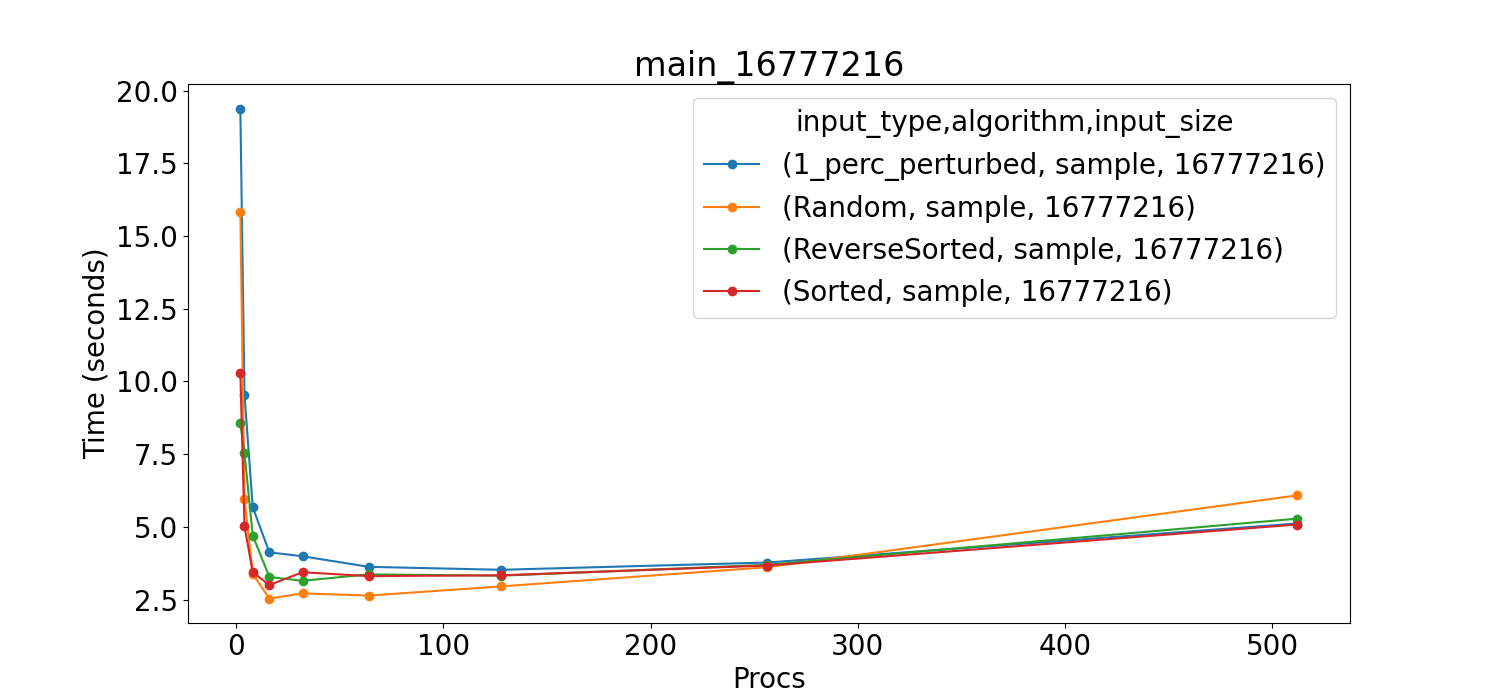 main_16777216
20.0
17.5
15.0
12.5
10.0
7.5
5.0
2.5
Time (seconds)
input_type,algorithm,input_size
(1_perc_perturbed, sample, 16777216)
(Random, sample, 16777216)
(ReverseSorted, sample, 16777216)
(Sorted, sample, 16777216)
0 100 200 300 400 500
Procs